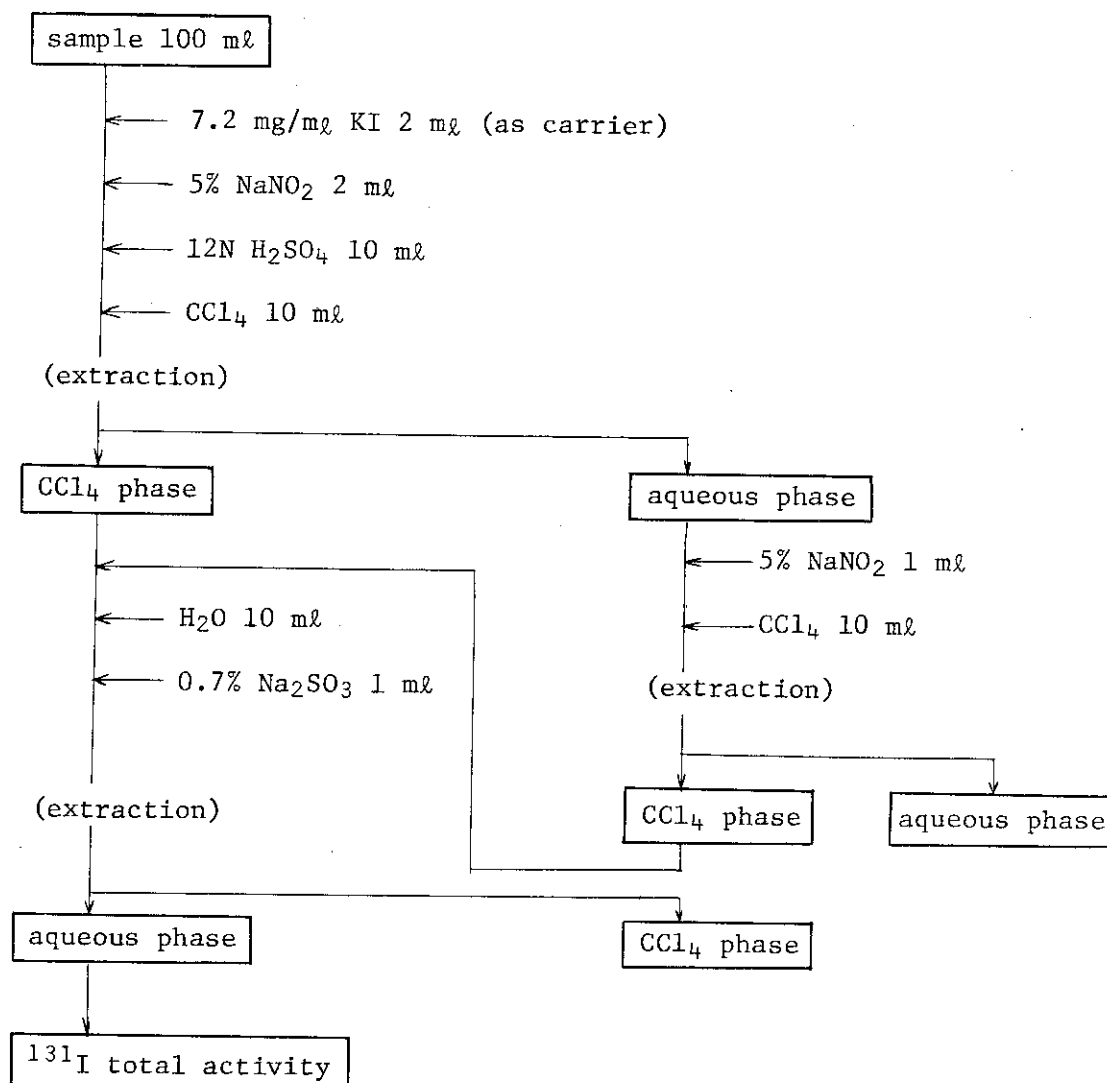 sample 100 mℓ
7.2 mg/mℓ KI 2 mℓ (as carrier)
5% NaNO₂ 2 mℓ
12N H₂SO₄ 10 mℓ
CCl₄ 10 mℓ
(extraction)
CCl₄ phase
aqueous phase
5% NaNO₂ 1 mℓ
H₂O 10 mℓ
CCl₄ 10 mℓ
0.7% Na₂SO₃ 1 mℓ
(extraction)
(extraction)
CCl₄ phase
aqueous phase
aqueous phase
CCl₄ phase
¹³¹I total activity